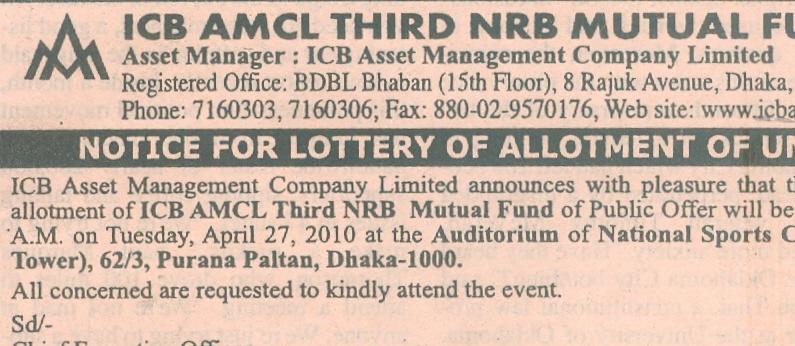 ICB AMCL THIRD NRB MUTUAL FU
Asset Manager : ICB Asset Management Company Limited
Registered Office: BDBL Bhaban (15th Floor), 8 Rajuk Avenue, Dhaka,
Phone: 7160303, 7160306; Fax: 880-02-9570176, Web site: www.icba
NOTICE FOR LOTTERY OF ALLOTMENT OF UN
ICB Asset Management Company Limited announces with pleasure that th
allotment of ICB AMCL Third NRB Mutual Fund of Public Offer will be
A.M. on Tuesday, April 27, 2010 at the Auditorium of National Sports C
Tower), 62/3, Purana Paltan, Dhaka-1000.
All concerned are requested to kindly attend the event.
Sd/-
Chief Executive Officer